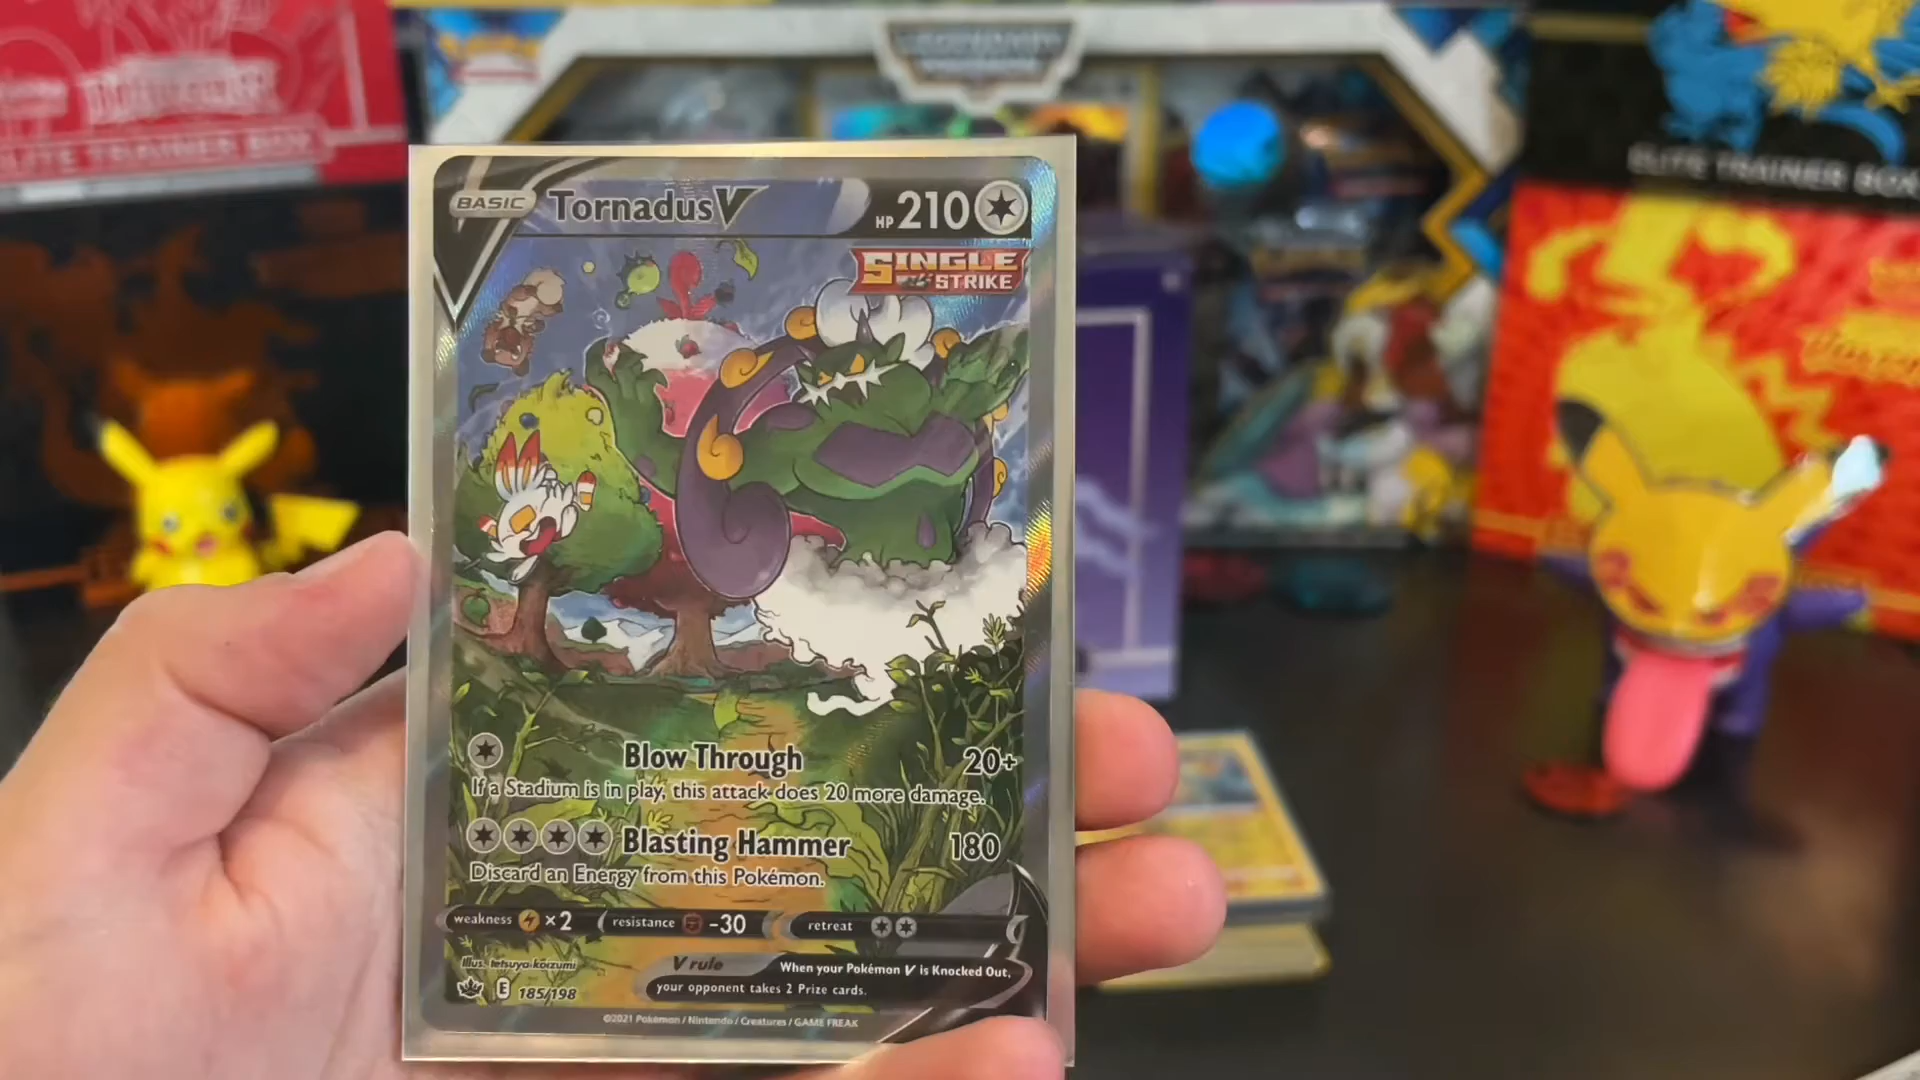 ELITE TRAINER BOX
ELITE TRAINER BOX
BASIC
Tornadus V
HP 210
SINGLE
STRIKE
Blow Through 20+
If a Stadium is in play, this attack does 20 more damage.
Blasting Hammer 180
Discard an Energy from this Pokémon.
weakness ×2 resistance -30 retreat
Illus. tetsuya koizumi
V rule When your Pokémon V is Knocked Out,
your opponent takes 2 Prize cards.
E 185/198
©2021 Pokémon / Nintendo / Creatures / GAME FREAK